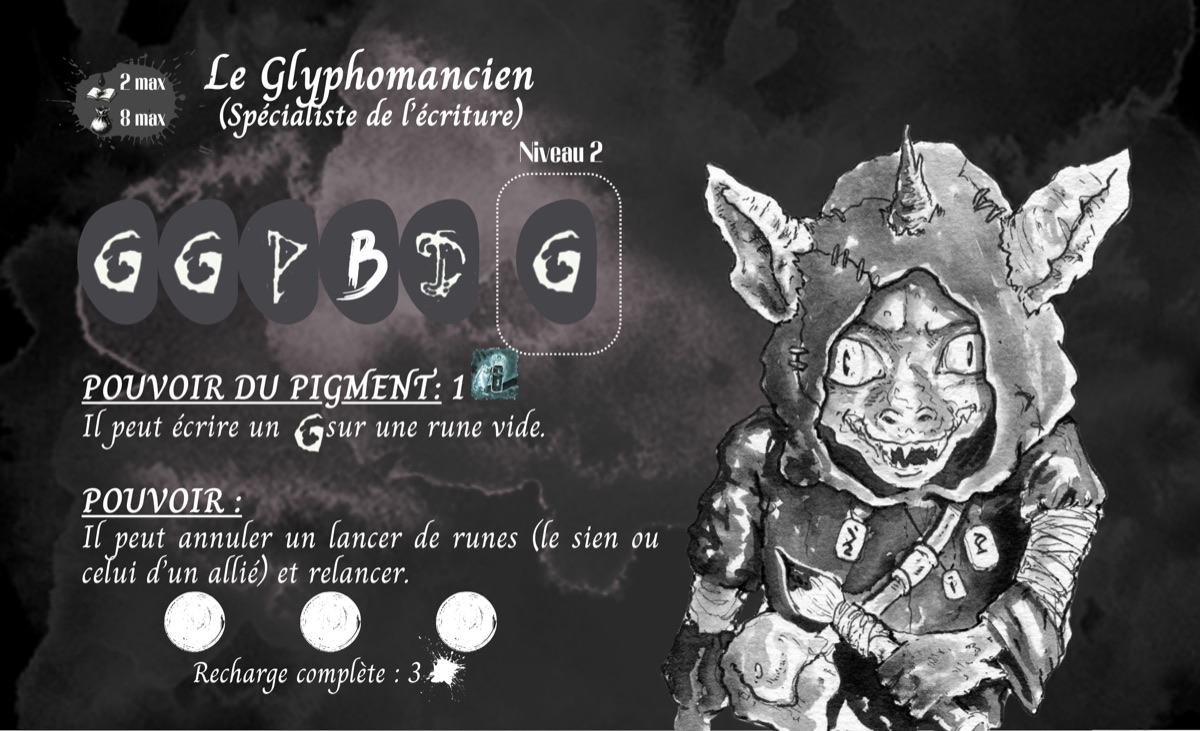 2 max
8 max
Le Glyphomancien
(Spécialiste de l'écriture)
Niveau 2
G G P B D G
POUVOIR DU PIGMENT: 1
Il peut écrire un G sur une rune vide.
POUVOIR :
Il peut annuler un lancer de runes (le sien ou
celui d'un allié) et relancer.
Recharge complète : 3